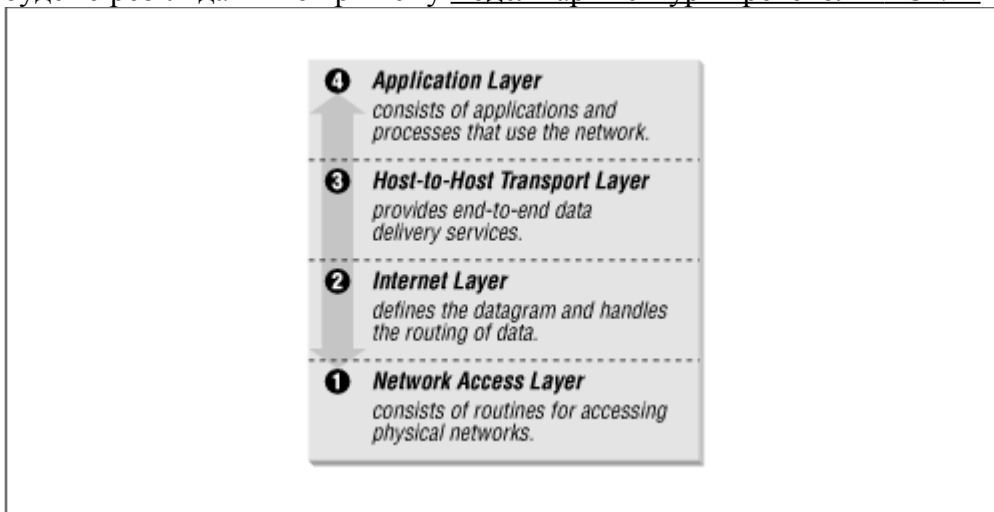 4 Application Layer
consists of applications and
processes that use the network.
3 Host-to-Host Transport Layer
provides end-to-end data
delivery services.
2 Internet Layer
defines the datagram and handles
the routing of data.
1 Network Access Layer
consists of routines for accessing
physical networks.